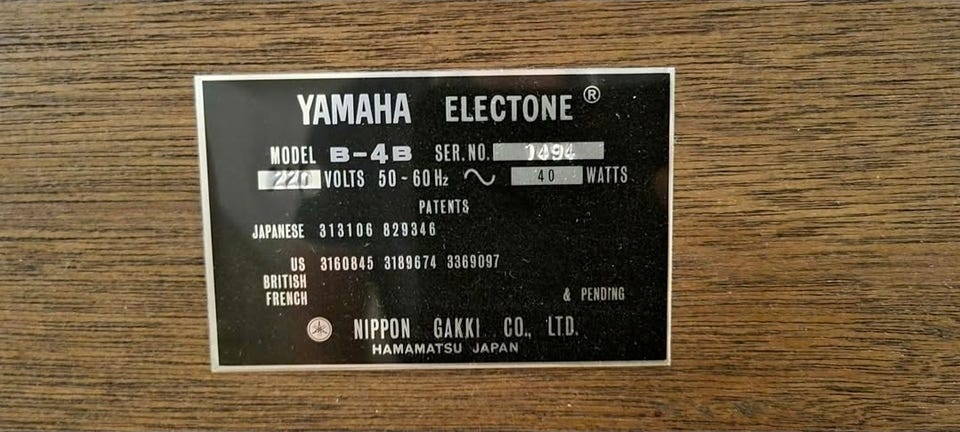 YAMAHA ELECTONE ®
MODEL B-4B SER.NO. 1494
220 VOLTS 50-60Hz ~ 40 WATTS
PATENTS
JAPANESE 313106 829346
US 3160845 3189674 3369097
BRITISH
FRENCH & PENDING
NIPPON GAKKI CO., LTD.
HAMAMATSU JAPAN